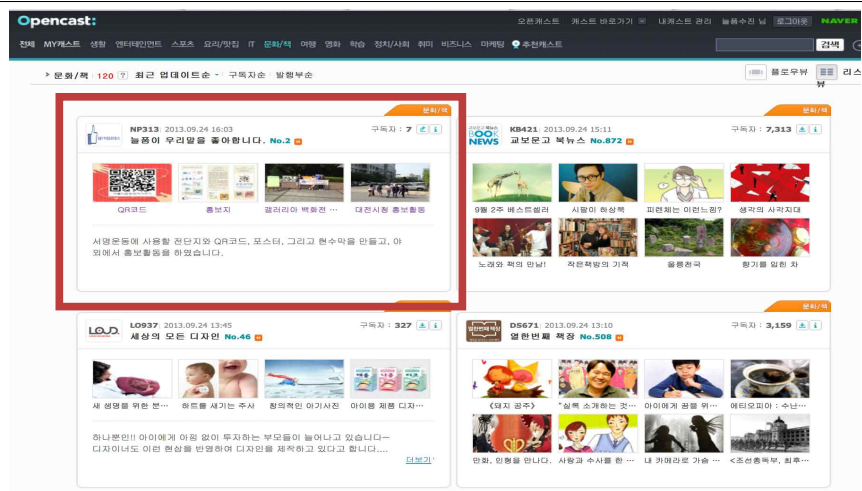 Opencast:
오픈캐스트 캐스트 바로가기 내캐스트 관리 늘품수진 님 로그아웃 NAVER
전체 MY캐스트 생활 엔터테인먼트 스포츠 요리/맛집 IT 문화/책 여행 영화 학습 정치/사회 취미 비즈니스 마케팅 추천캐스트 검색
문화/책 120 ? 최근 업데이트순 구독자순 발행부순 플로우뷰 리스
뷰
문화/책
NP313 2013.09.24 16:03 구독자 : 7
늘품이 우리말을 좋아합니다. No.2
QR코드 홍보지 갤러리아 백화전 ··· 대전시청 홍보활동
서명운동에 사용할 전단지와 QR코드, 포스터, 그리고 현수막을 만들고, 야
외에서 홍보활동을 하였습니다.
문화/책
BOOK
NEWS
KB421 2013.09.24 15:11 구독자 : 7,313
교보문고 북뉴스 No.872
9월 2주 베스트셀러 시팔이 하상욱 피렌체는 이런느낌? 생각의 사각지대
노래와 책의 만남! 작은책방의 기적 울릉천국 향기를 입힌 차
문화/책
LOUD.
LO937 2013.09.24 13:45 구독자 : 327
세상의 모든 디자인 No.46
새 생명을 위한 분··· 하트를 새기는 주사 창의적인 아기사진 아이용 제품 디자···
하나뿐인!! 아이에게 아낌 없이 투자하는 부모들이 늘어나고 있습니다~
디자이너도 이런 현상을 반영하여 디자인을 제작하고 있다고 합니다....
더보기
문화/책
열한번째 책장
DS671 2013.09.24 13:10 구독자 : 3,159
열한번째 책장 No.508
《돼지 공주》 "실록 소개하는 것··· 아이에게 꿈을 위··· 에티오피아 : 수난···
만화, 인형을 만나다. 사랑과 수사를 한 ··· 내 카메라로 가슴 ··· <조선총독부, 최후···